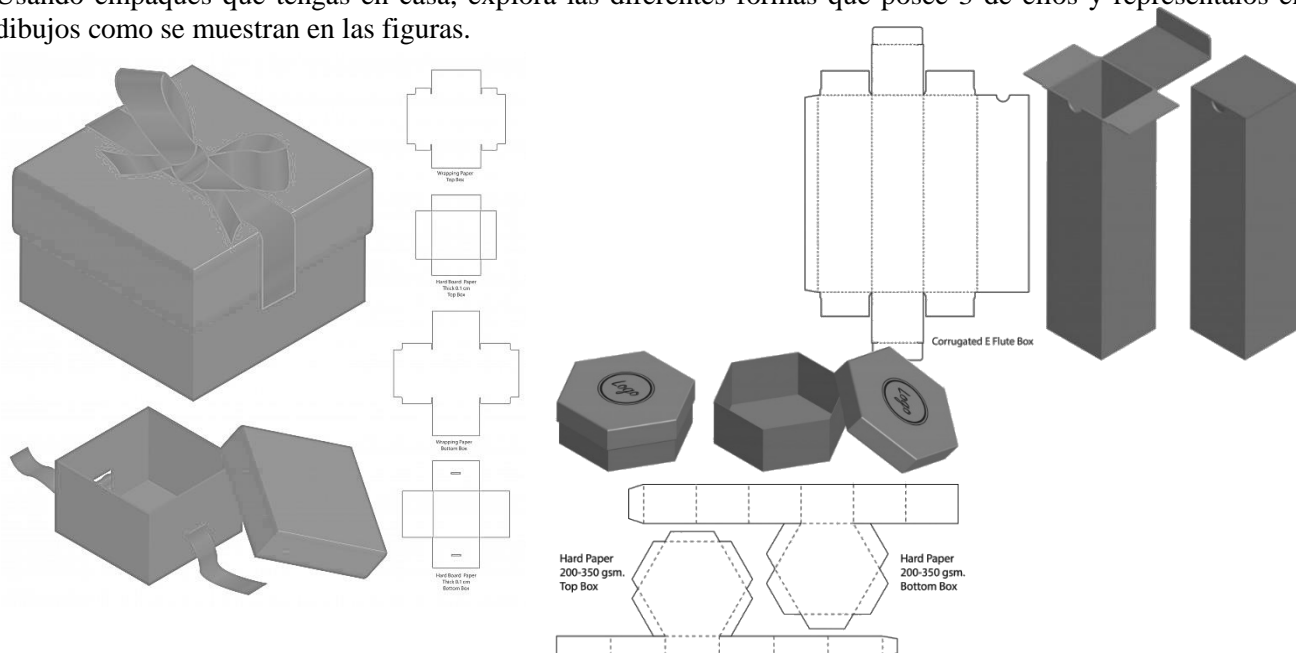 Usando empaques que tengas en casa, explora las diferentes formas que posee 3 de ellos y represéntalos en
dibujos como se muestran en las figuras.
Wrapping Paper
Top Box
Hard Board Paper
Thick 0.1 cm
Top Box
Wrapping Paper
Bottom Box
Hard Board Paper
Thick 0.1 cm
Bottom Box
Corrugated E Flute Box
Logo
Logo
Hard Paper
200-350 gsm.
Top Box
Hard Paper
200-350 gsm.
Bottom Box